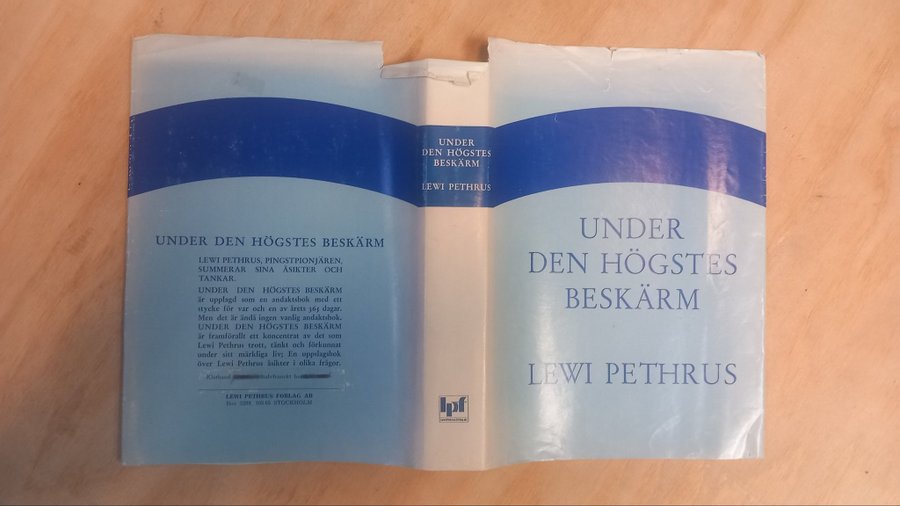 UNDER DEN HÖGSTES BESKÄRM
LEWI PETHRUS, PINGSTPIONJÄREN,
SUMMERAR SINA ÅSIKTER OCH
TANKAR.
UNDER DEN HÖGSTES BESKÄRM
är upplagd som en andaktsbok med ett
stycke för var och en av årets 365 dagar.
Men det är ändå ingen vanlig andaktsbok.
UNDER DEN HÖGSTES BESKÄRM
är framförallt ett koncentrat av det som
Lewi Pethrus trott, tänkt och förkunnat
under sitt märkliga liv; En uppslagsbok
över Lewi Pethrus åsikter i olika frågor.
Klotband
LEWI PETHRUS FÖRLAG AB
STOCKHOLM
UNDER
DEN HÖGSTES
BESKÄRM
LEWI PETHRUS
lpf
UNDER
DEN HÖGSTES
BESKÄRM
LEWI PETHRUS